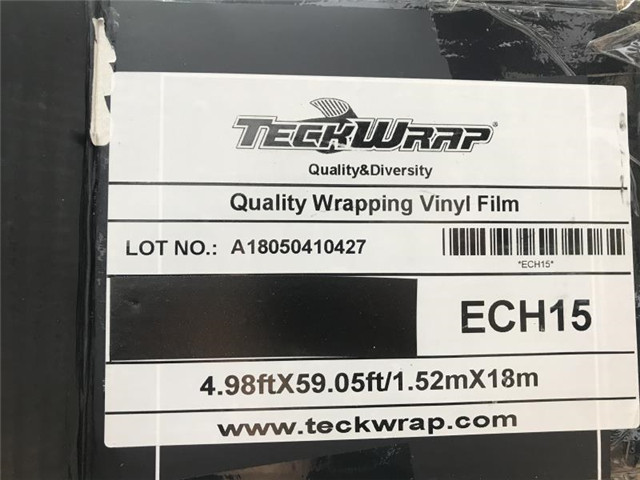 TECKWRAP®
Quality&Diversity
Quality Wrapping Vinyl Film
LOT NO.: A18050410427
*ECH15*
ECH15
4.98ftX59.05ft/1.52mX18m
www.teckwrap.com